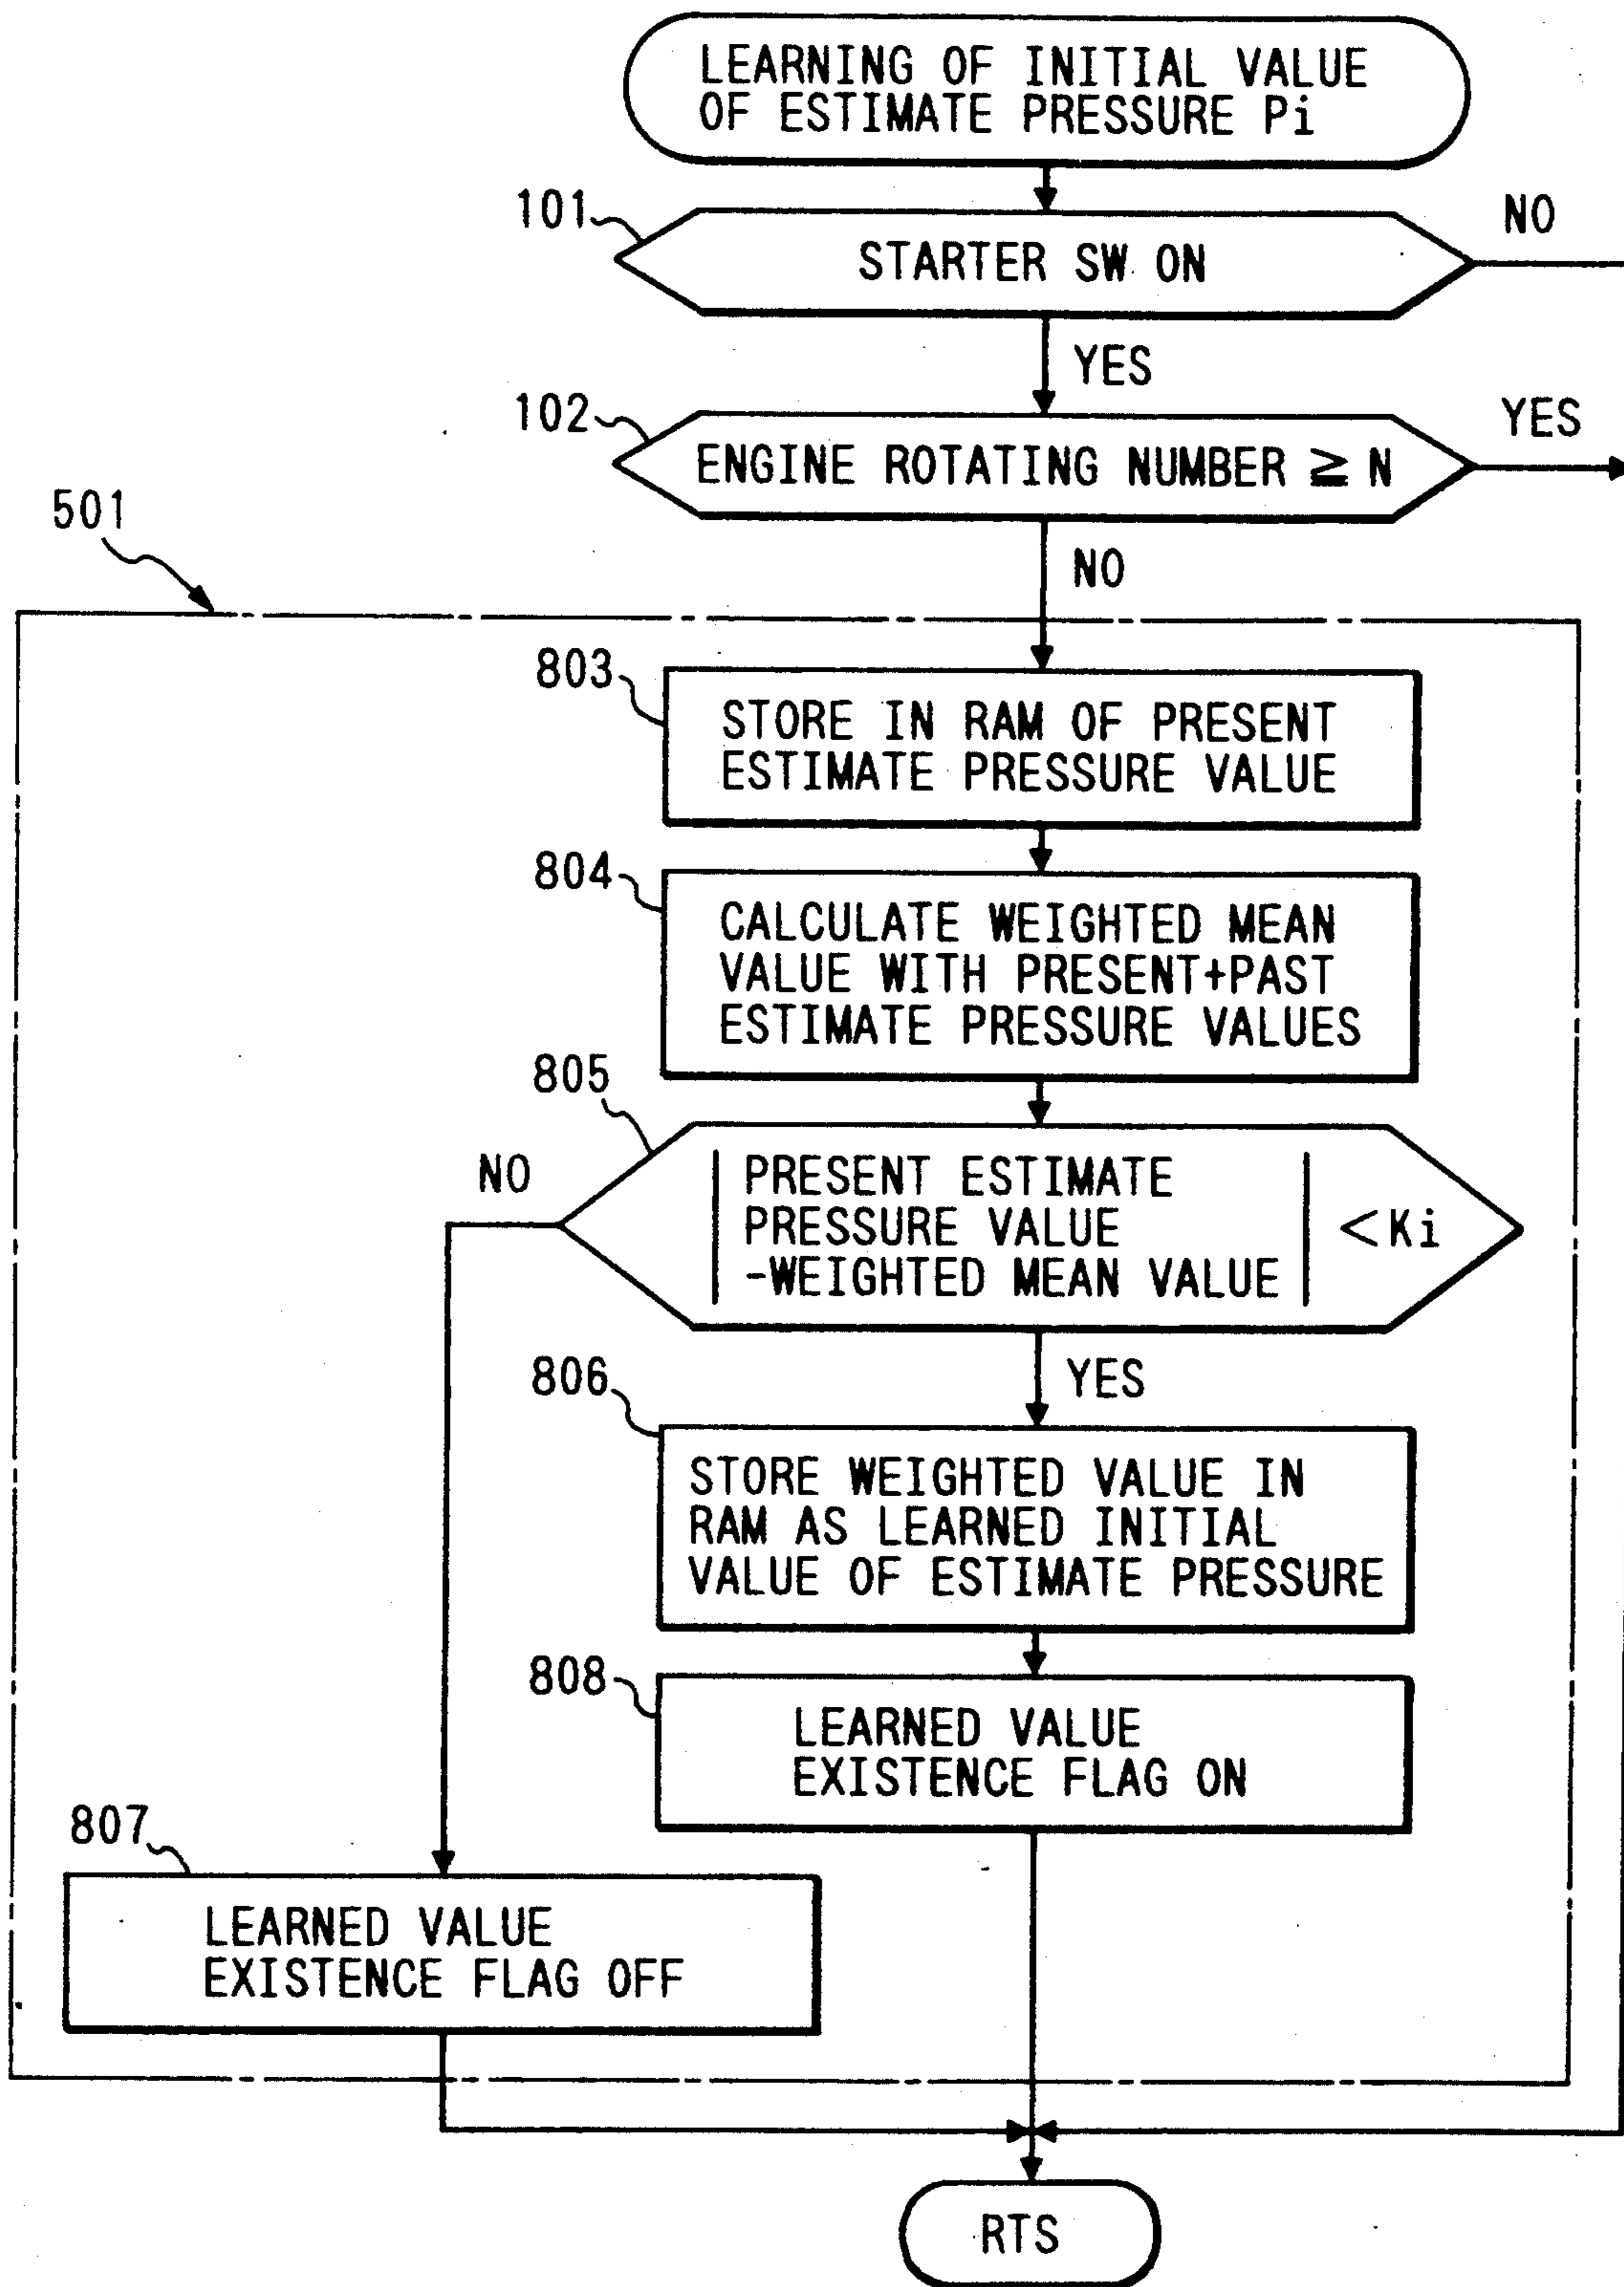 LEARNING OF INITIAL VALUE
OF ESTIMATE PRESSURE Pi
101
STARTER SW ON
NO
YES
102
ENGINE ROTATING NUMBER ≧ N
YES
501
NO
803
STORE IN RAM OF PRESENT
ESTIMATE PRESSURE VALUE
804
CALCULATE WEIGHTED MEAN
VALUE WITH PRESENT+PAST
ESTIMATE PRESSURE VALUES
805
NO
PRESENT ESTIMATE
PRESSURE VALUE
-WEIGHTED MEAN VALUE
<Ki
YES
806
STORE WEIGHTED VALUE IN
RAM AS LEARNED INITIAL
VALUE OF ESTIMATE PRESSURE
808
LEARNED VALUE
EXISTENCE FLAG ON
807
LEARNED VALUE
EXISTENCE FLAG OFF
RTS